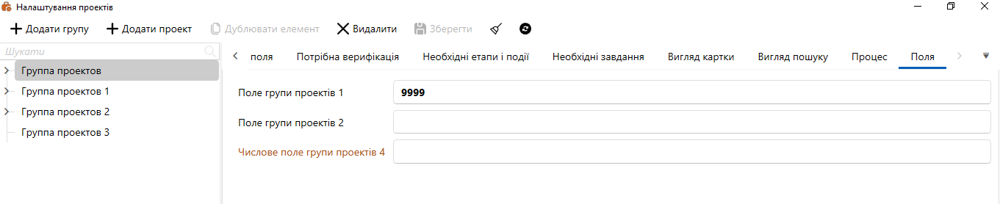 Налаштування проектів
Додати групу Додати проект Дублювати елемент Видалити Зберегти
Шукати
поля Потрібна верифікація Необхідні етапи і події Необхідні завдання Вигляд картки Вигляд пошуку Процес Поля
Группа проектов
Группа проектов 1
Группа проектов 2
Группа проектов 3
Поле групи проектів 1 9999
Поле групи проектів 2
Числове поле групи проектів 4